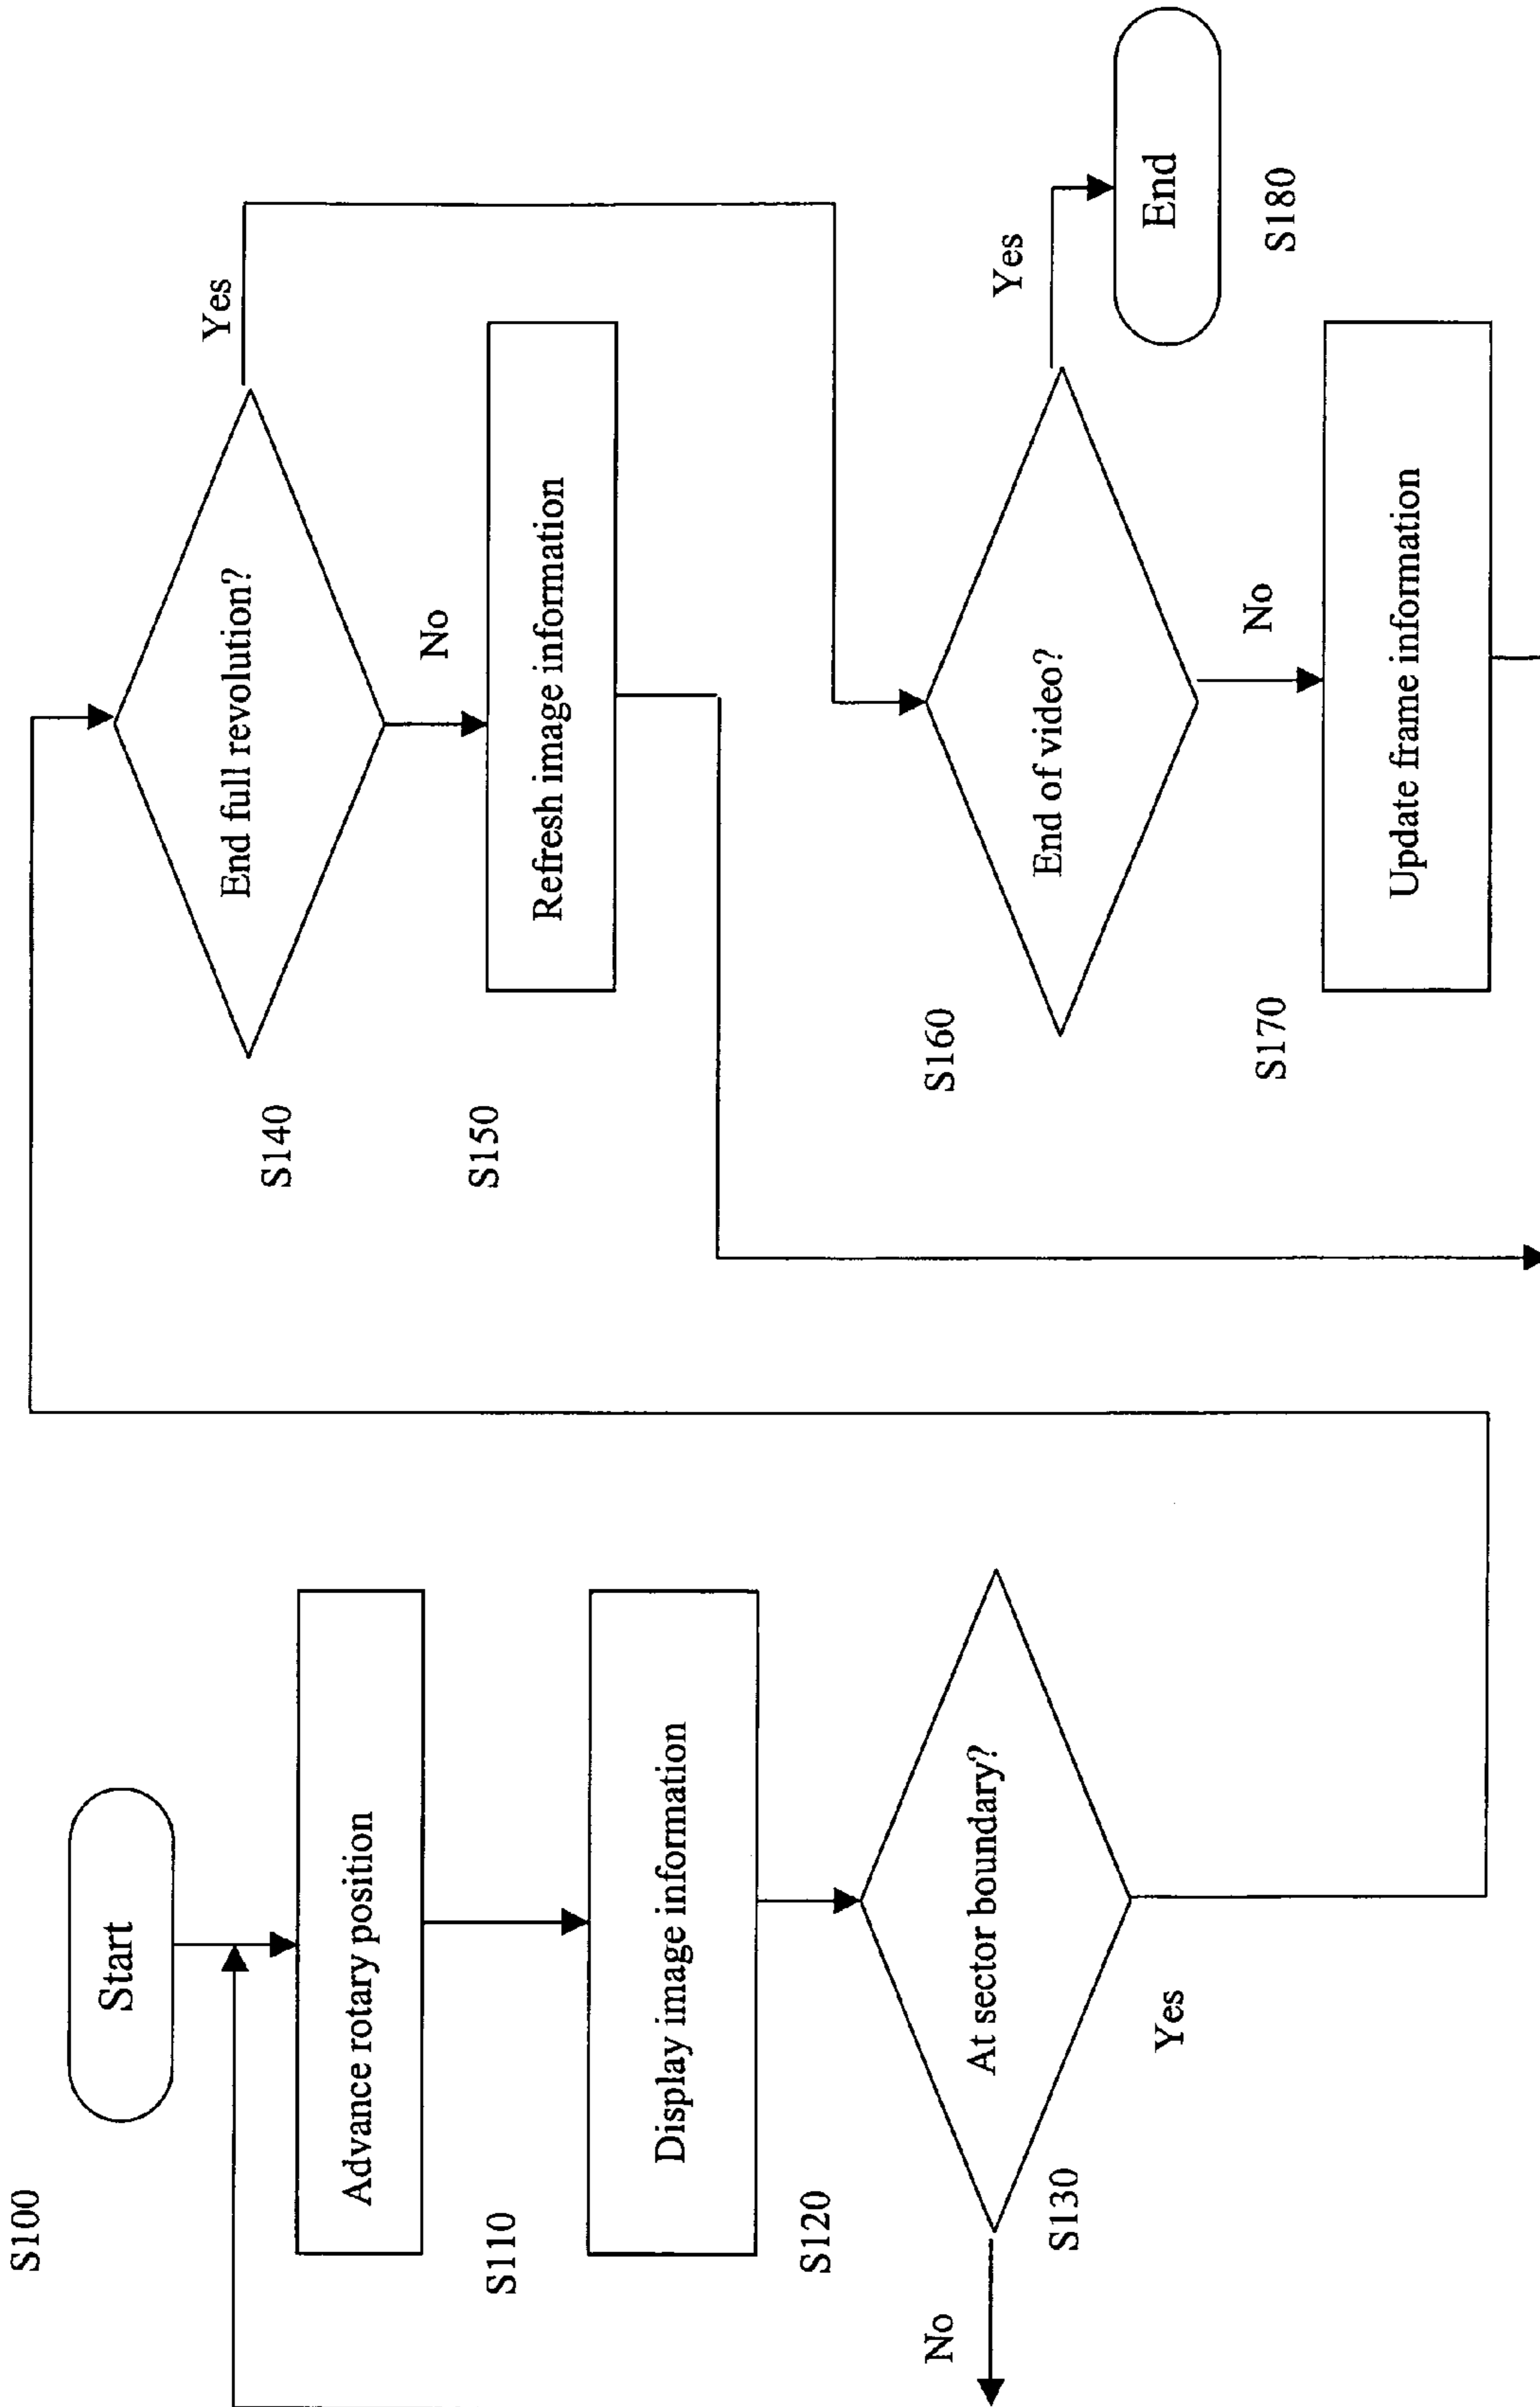 S100
Start
Advance rotary position
S110
Display image information
S120
At sector boundary?
S130
No
Yes
End full revolution?
Yes
S140
No
Refresh image information
S150
End of video?
Yes
S160
No
End
S180
Update frame information
S170